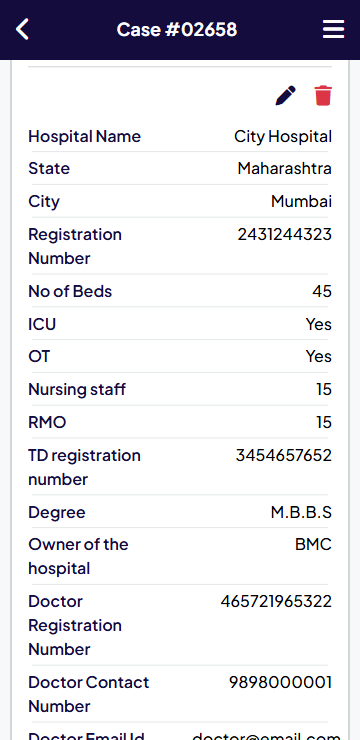 Case #02658
Hospital Name City Hospital
State Maharashtra
City Mumbai
Registration 2431244323
Number
No of Beds 45
ICU Yes
OT Yes
Nursing staff 15
RMO 15
TD registration 3454657652
number
Degree M.B.B.S
Owner of the BMC
hospital
Doctor 465721965322
Registration
Number
Doctor Contact 9898000001
Number
Doctor Email Id doctor@email.com